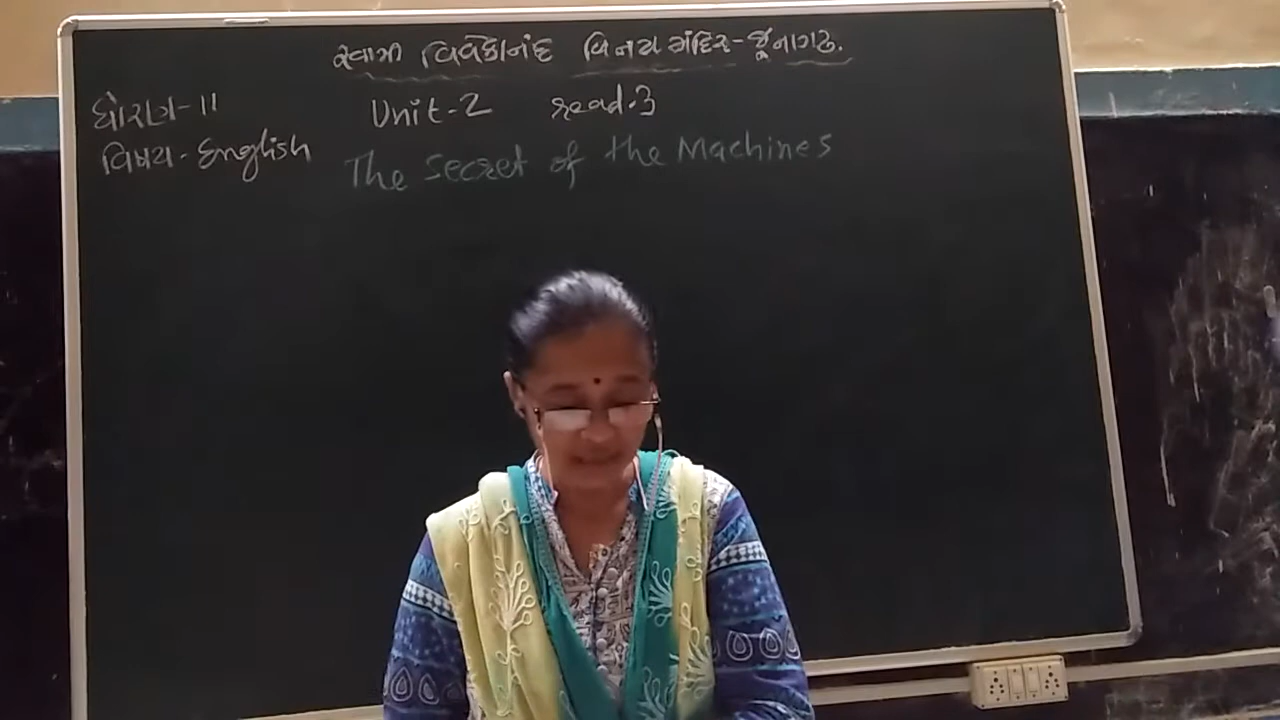 સ્વામી વિવેકાનંદ વિનય મંદિર-જૂનાગઢ.
ધોરણ-11 Unit-2 read-3
વિષય-English The Secret of the Machines